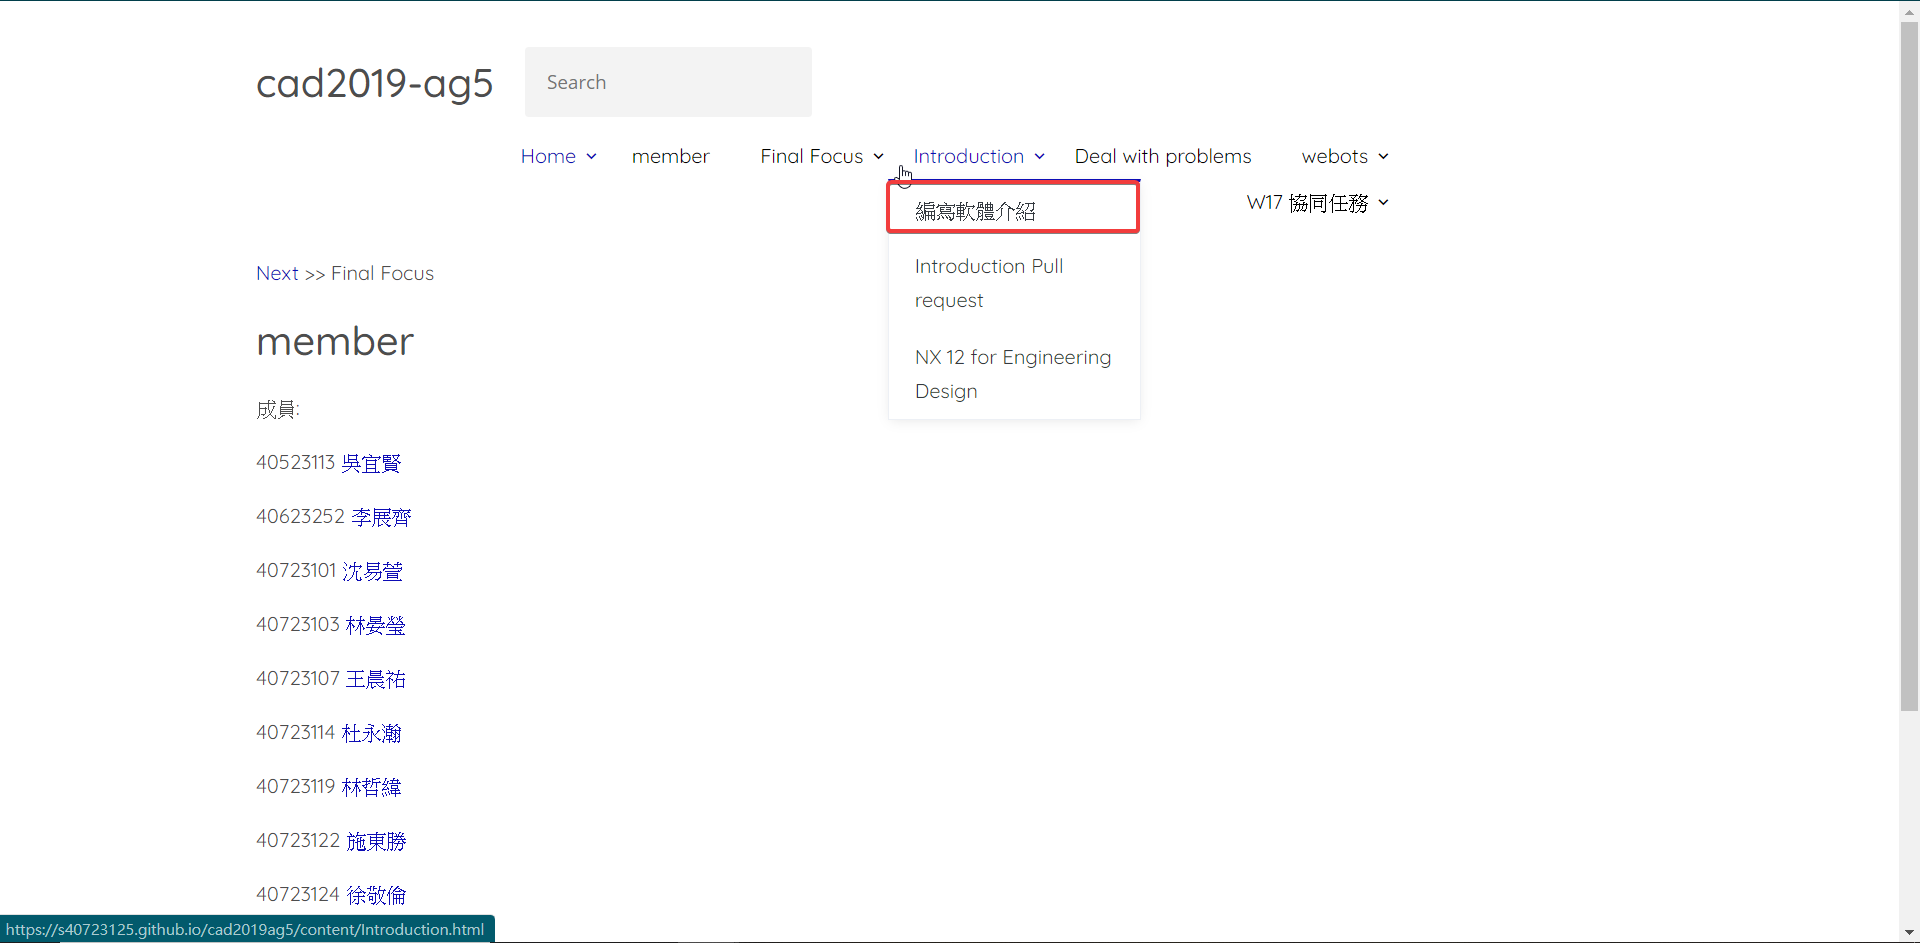 cad2019-ag5
Search
Home member Final Focus Introduction Deal with problems webots
W17 協同任務
編寫軟體介紹
Introduction Pull
request
NX 12 for Engineering
Design
Next >> Final Focus
member
成員:
40523113 吳宜賢
40623252 李展齊
40723101 沈易萱
40723103 林晏瑩
40723107 王晨祐
40723114 杜永瀚
40723119 林哲緯
40723122 施東勝
40723124 徐敬倫
https://s40723125.github.io/cad2019ag5/content/Introduction.html